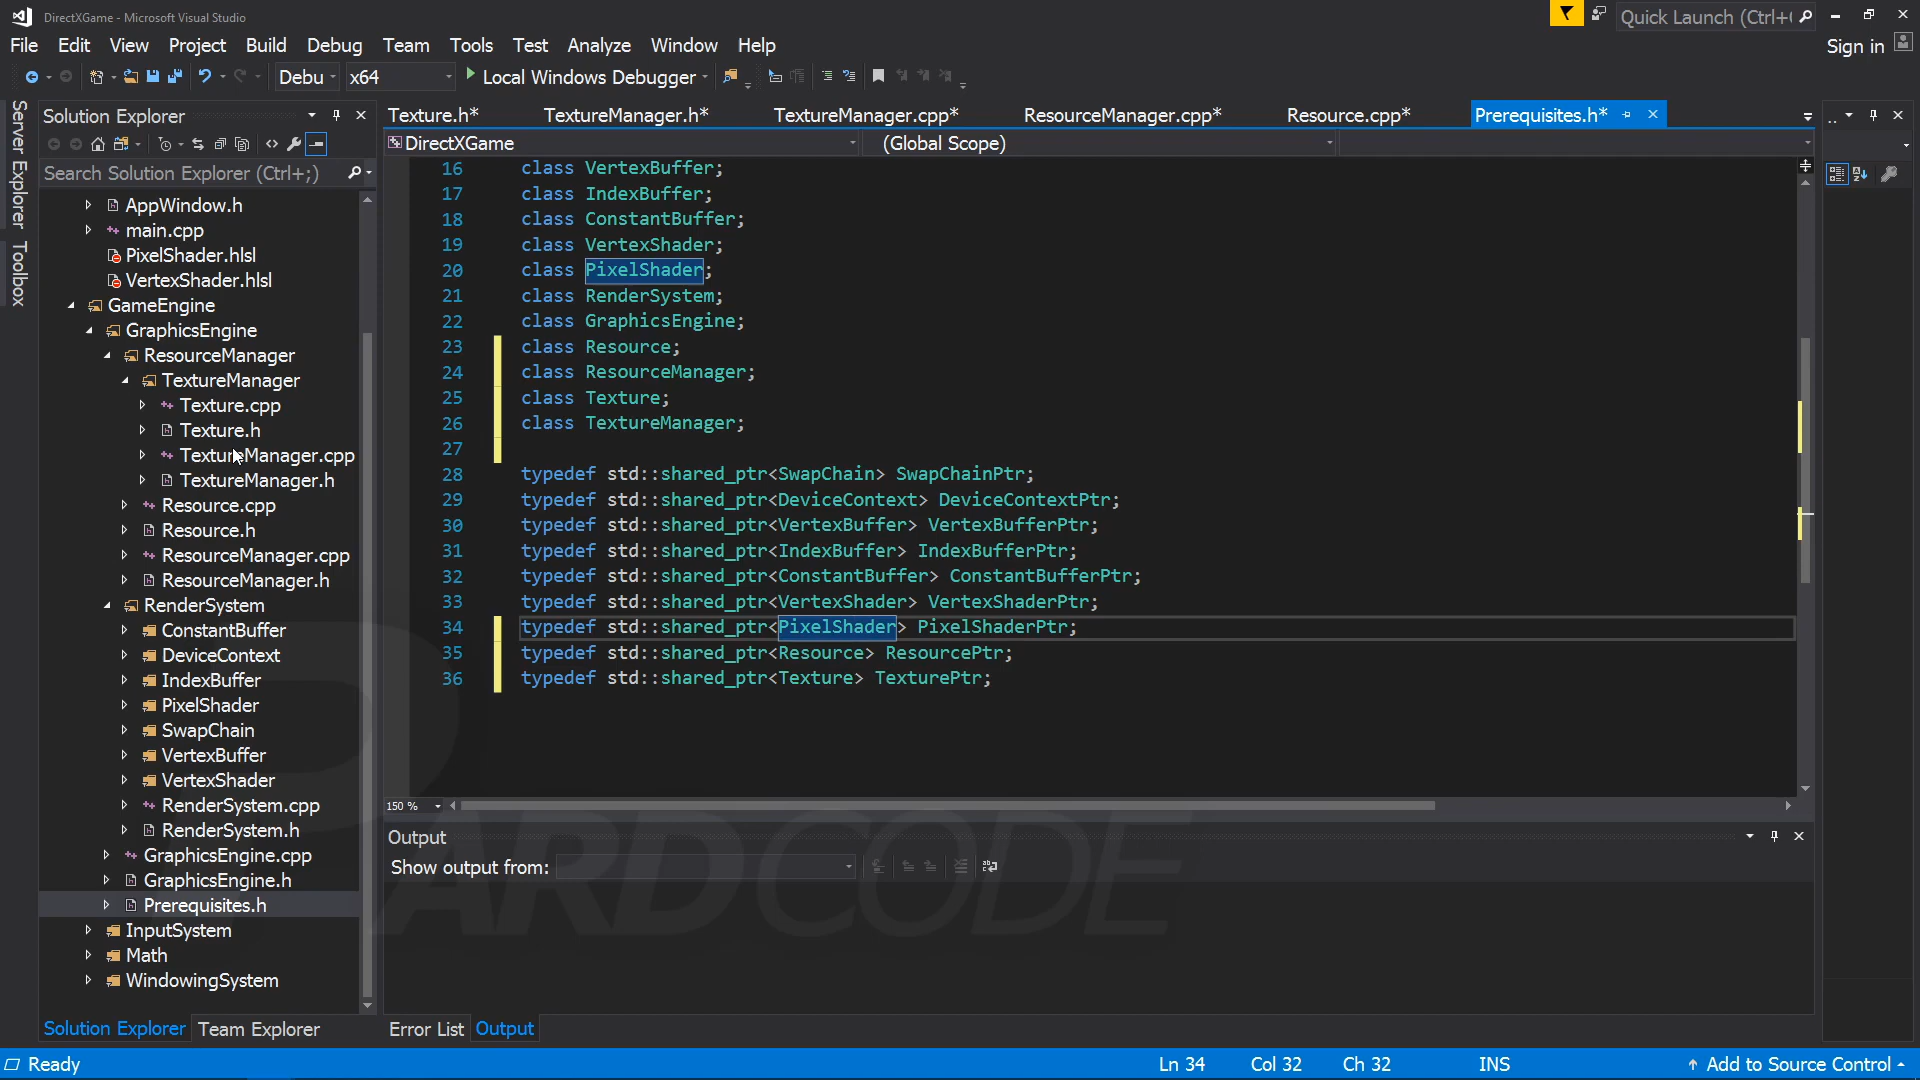 DirectXGame - Microsoft Visual Studio
Quick Launch (Ctrl+
File Edit View Project Build Debug Team Tools Test Analyze Window Help
Sign in
Debu x64 Local Windows Debugger
Server Explorer
Toolbox
Solution Explorer
Search Solution Explorer (Ctrl+;)
AppWindow.h
main.cpp
PixelShader.hlsl
VertexShader.hlsl
GameEngine
GraphicsEngine
ResourceManager
TextureManager
Texture.cpp
Texture.h
TextureManager.cpp
TextureManager.h
Resource.cpp
Resource.h
ResourceManager.cpp
ResourceManager.h
RenderSystem
ConstantBuffer
DeviceContext
IndexBuffer
PixelShader
SwapChain
VertexBuffer
VertexShader
RenderSystem.cpp
RenderSystem.h
GraphicsEngine.cpp
GraphicsEngine.h
Prerequisites.h
InputSystem
Math
WindowingSystem
Solution Explorer Team Explorer
Texture.h* TextureManager.h* TextureManager.cpp* ResourceManager.cpp* Resource.cpp* Prerequisites.h*
DirectXGame (Global Scope)
16 class VertexBuffer;
17 class IndexBuffer;
18 class ConstantBuffer;
19 class VertexShader;
20 class PixelShader;
21 class RenderSystem;
22 class GraphicsEngine;
23 class Resource;
24 class ResourceManager;
25 class Texture;
26 class TextureManager;
27
28 typedef std::shared_ptr<SwapChain> SwapChainPtr;
29 typedef std::shared_ptr<DeviceContext> DeviceContextPtr;
30 typedef std::shared_ptr<VertexBuffer> VertexBufferPtr;
31 typedef std::shared_ptr<IndexBuffer> IndexBufferPtr;
32 typedef std::shared_ptr<ConstantBuffer> ConstantBufferPtr;
33 typedef std::shared_ptr<VertexShader> VertexShaderPtr;
34 typedef std::shared_ptr<PixelShader> PixelShaderPtr;
35 typedef std::shared_ptr<Resource> ResourcePtr;
36 typedef std::shared_ptr<Texture> TexturePtr;
150 %
Output
Show output from:
PARDCODE
Error List Output
Ready Ln 34 Col 32 Ch 32 INS Add to Source Control